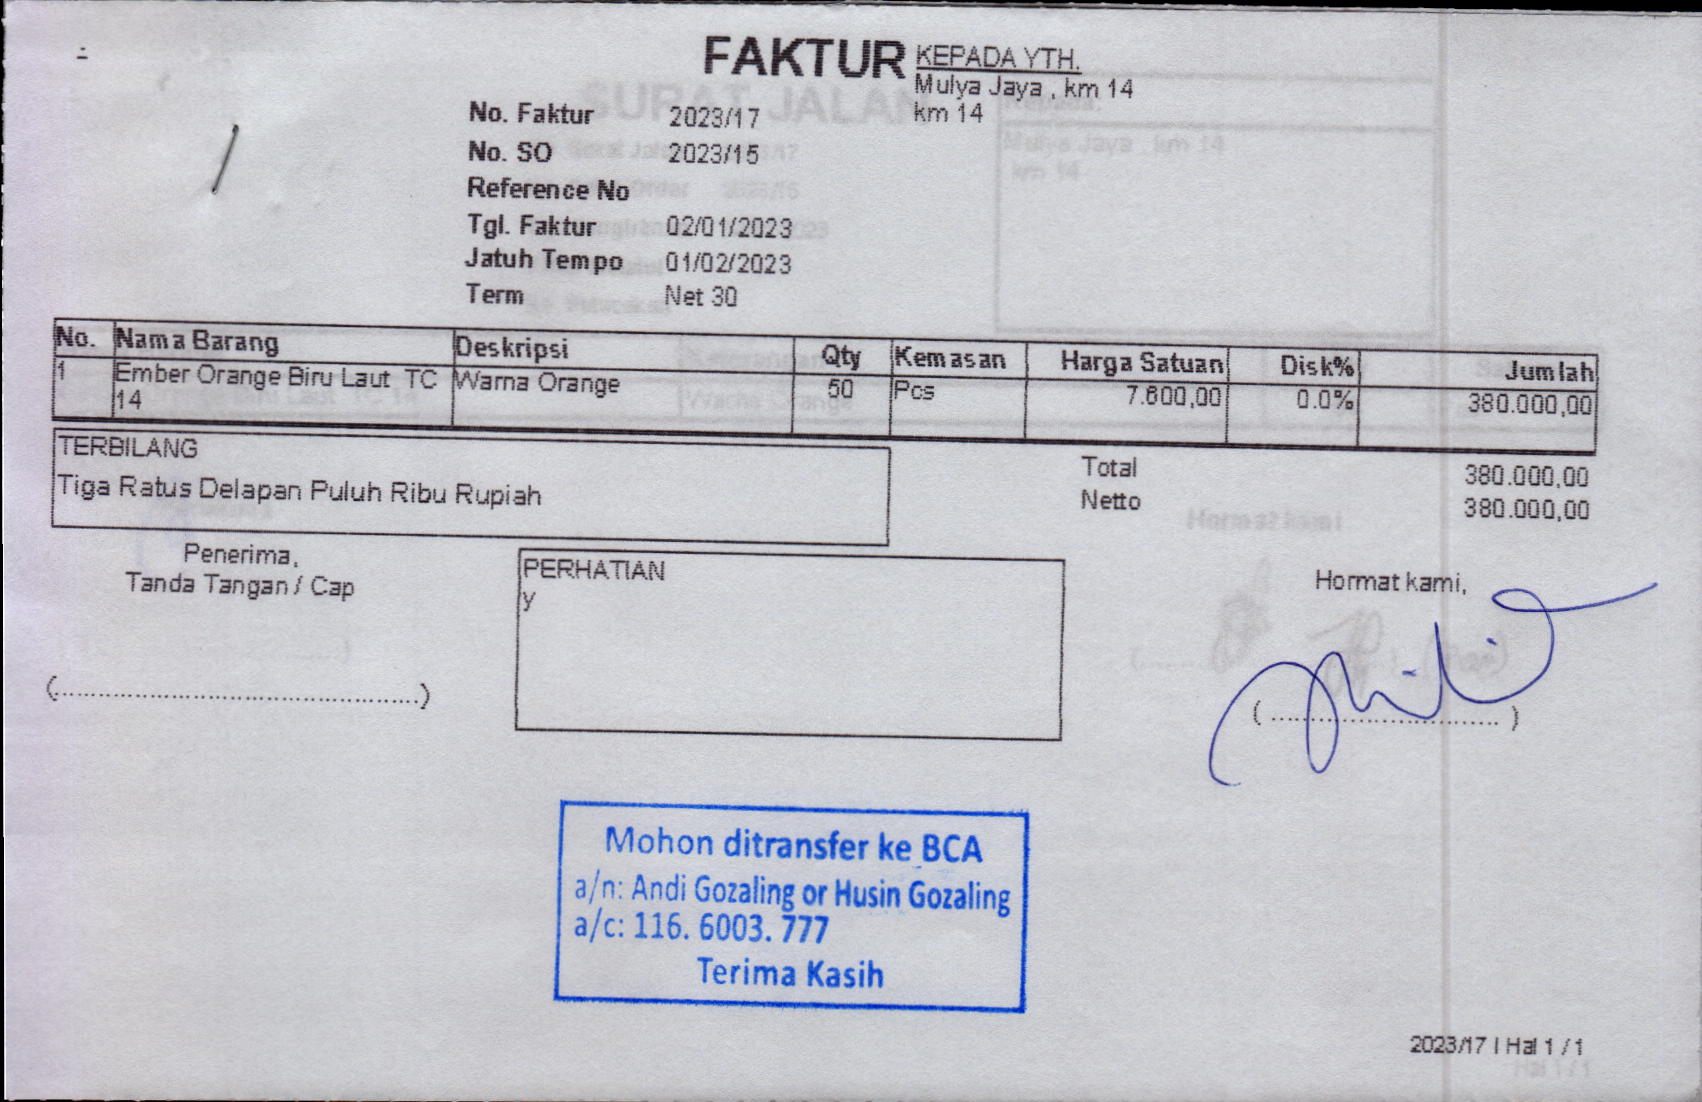 FAKTUR
KEPADA YTH.
Mulya Jaya , km 14
km 14
No. Faktur 2023/17
No. SO 2023/15
Reference No
Tgl. Faktur 02/01/2023
Jatuh Tempo 01/02/2023
Term Net 30
No. Nama Barang Deskripsi Qty Kemasan Harga Satuan Disk% Jumlah
1 Ember Orange Biru Laut TC 14 Warna Orange 50 Pcs 7.600,00 0.0% 380.000,00
TERBILANG
Tiga Ratus Delapan Puluh Ribu Rupiah
Total 380.000,00
Netto 380.000,00
Penerima,
Tanda Tangan / Cap
(..............................................)
PERHATIAN
y
Hormat kami,
( ............................. )
Mohon ditransfer ke BCA
a/n: Andi Gozaling or Husin Gozaling
a/c: 116. 6003. 777
Terima Kasih
2023/17 | Hal 1 / 1